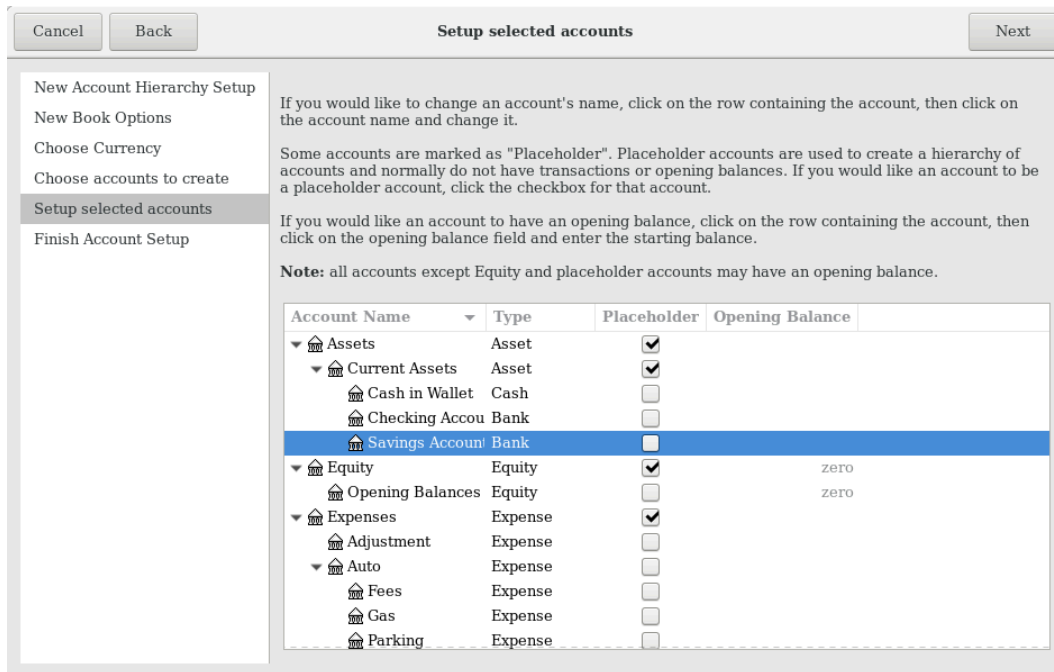 Cancel Back Setup selected accounts Next
New Account Hierarchy Setup
New Book Options
Choose Currency
Choose accounts to create
Setup selected accounts
Finish Account Setup
If you would like to change an account's name, click on the row containing the account, then click on
the account name and change it.
Some accounts are marked as "Placeholder". Placeholder accounts are used to create a hierarchy of
accounts and normally do not have transactions or opening balances. If you would like an account to be
a placeholder account, click the checkbox for that account.
If you would like an account to have an opening balance, click on the row containing the account, then
click on the opening balance field and enter the starting balance.
Note: all accounts except Equity and placeholder accounts may have an opening balance.
Account Name Type Placeholder Opening Balance
Assets Asset
Current Assets Asset
Cash in Wallet Cash
Checking Accou Bank
Savings Account Bank
Equity Equity zero
Opening Balances Equity zero
Expenses Expense
Adjustment Expense
Auto Expense
Fees Expense
Gas Expense
Parking Expense